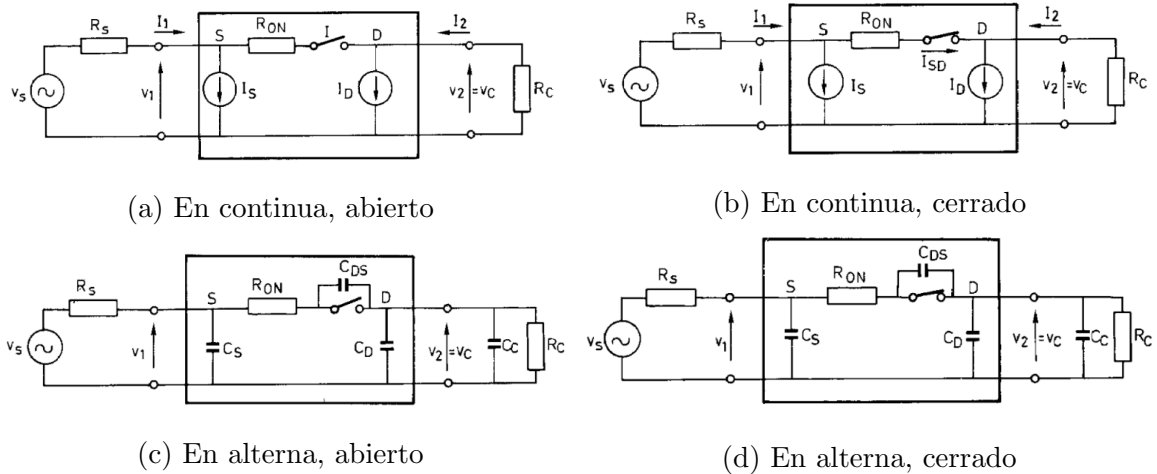 I1
I2
Rs
S
RON
I
D
vs
v1
IS
ID
v2=vC
RC
(a) En continua, abierto
I1
I2
Rs
S
RON
D
ISD
vs
v1
IS
ID
v2=vC
RC
(b) En continua, cerrado
CDS
Rs
S
RON
D
vs
v1
CS
CD
v2=vC
CC
RC
(c) En alterna, abierto
CDS
Rs
S
RON
D
vs
v1
CS
CD
v2=vC
CC
RC
(d) En alterna, cerrado